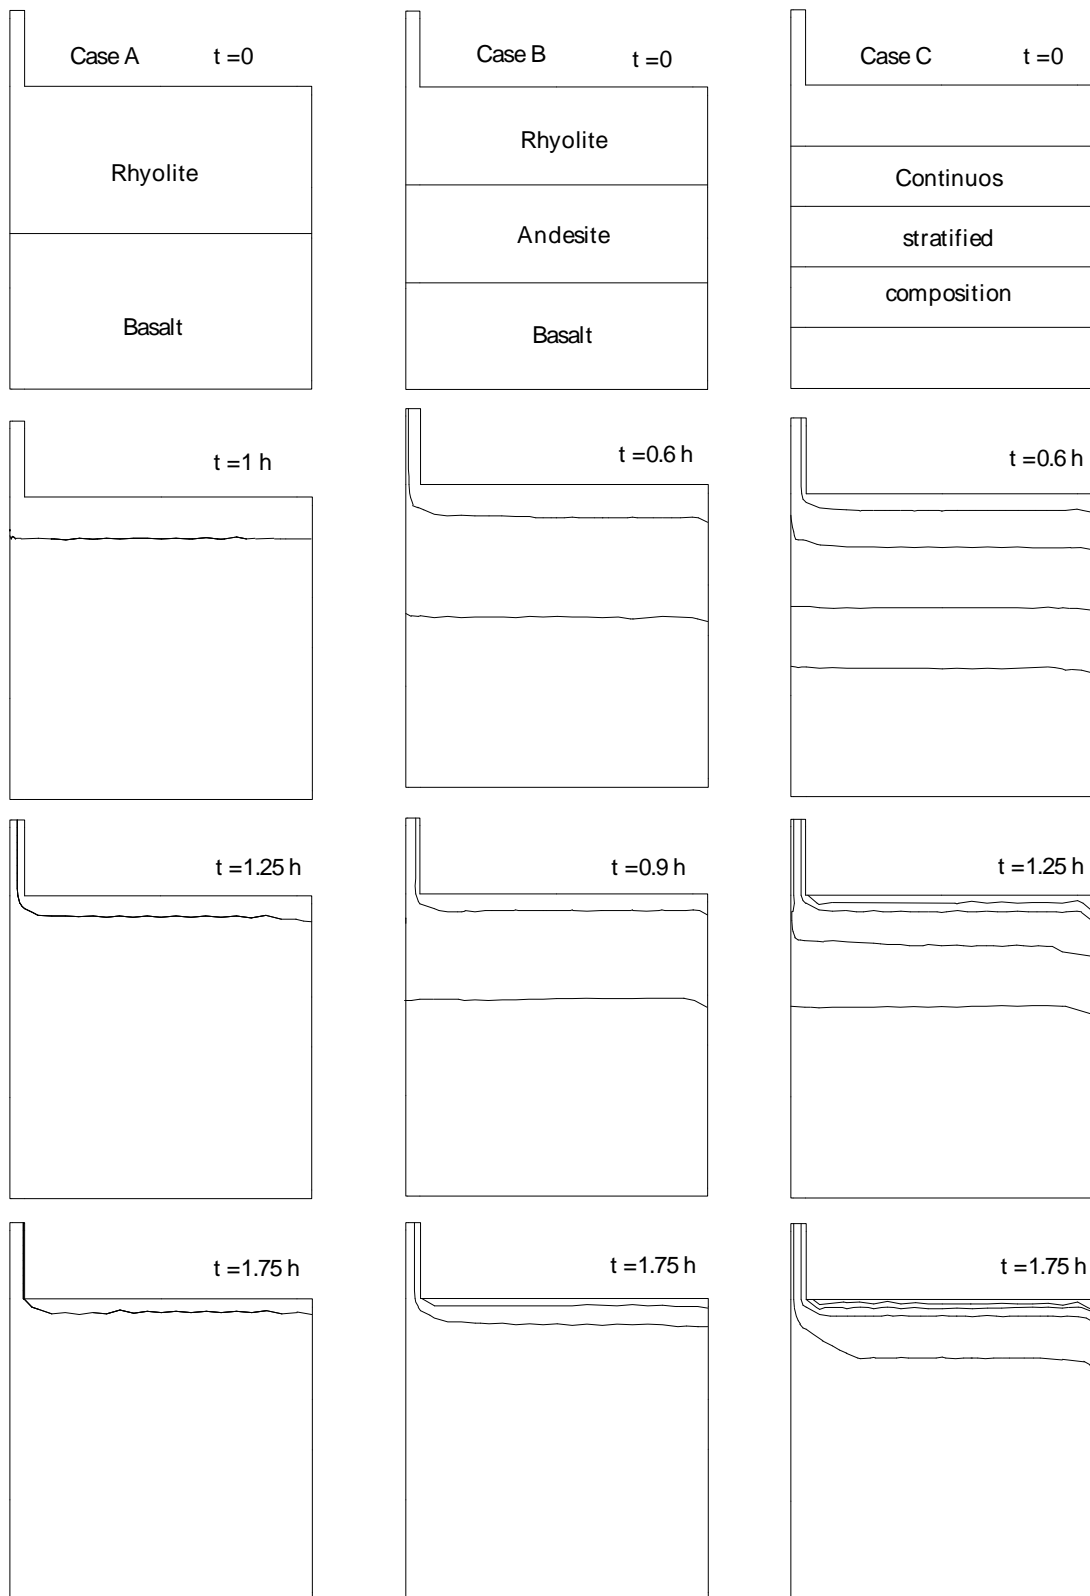 Case A t=0
Rhyolite
Basalt
Case B t=0
Rhyolite
Andesite
Basalt
Case C t=0
Continuos
stratified
composition
t=1 h
t=0.6 h
t=0.6 h
t=1.25 h
t=0.9 h
t=1.25 h
t=1.75 h
t=1.75 h
t=1.75 h